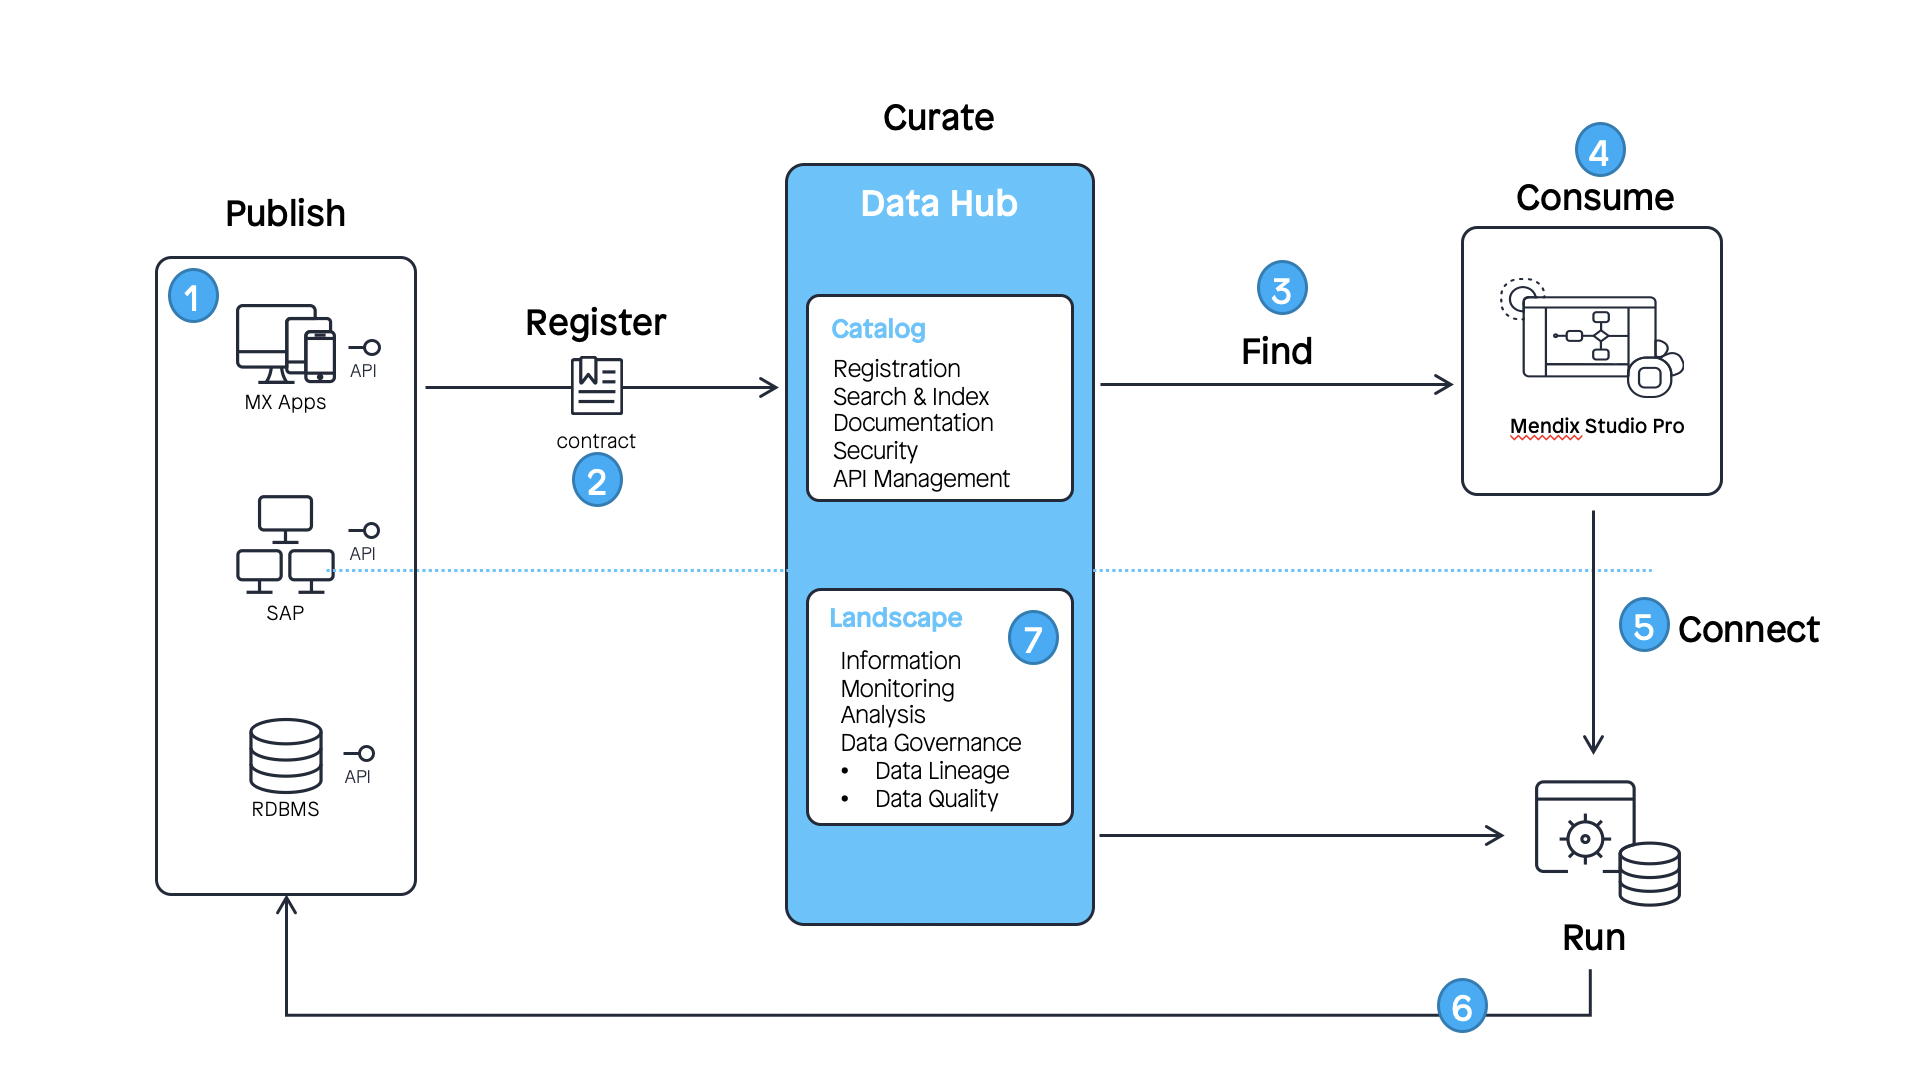 Curate
4
Consume
Publish
Data Hub
1
API
MX Apps
Register
contract
2
3
Find
Catalog
Registration
Search & Index
Documentation
Security
API Management
Mendix Studio Pro
API
SAP
Landscape
7
Information
Monitoring
Analysis
Data Governance
• Data Lineage
• Data Quality
5 Connect
API
RDBMS
Run
6